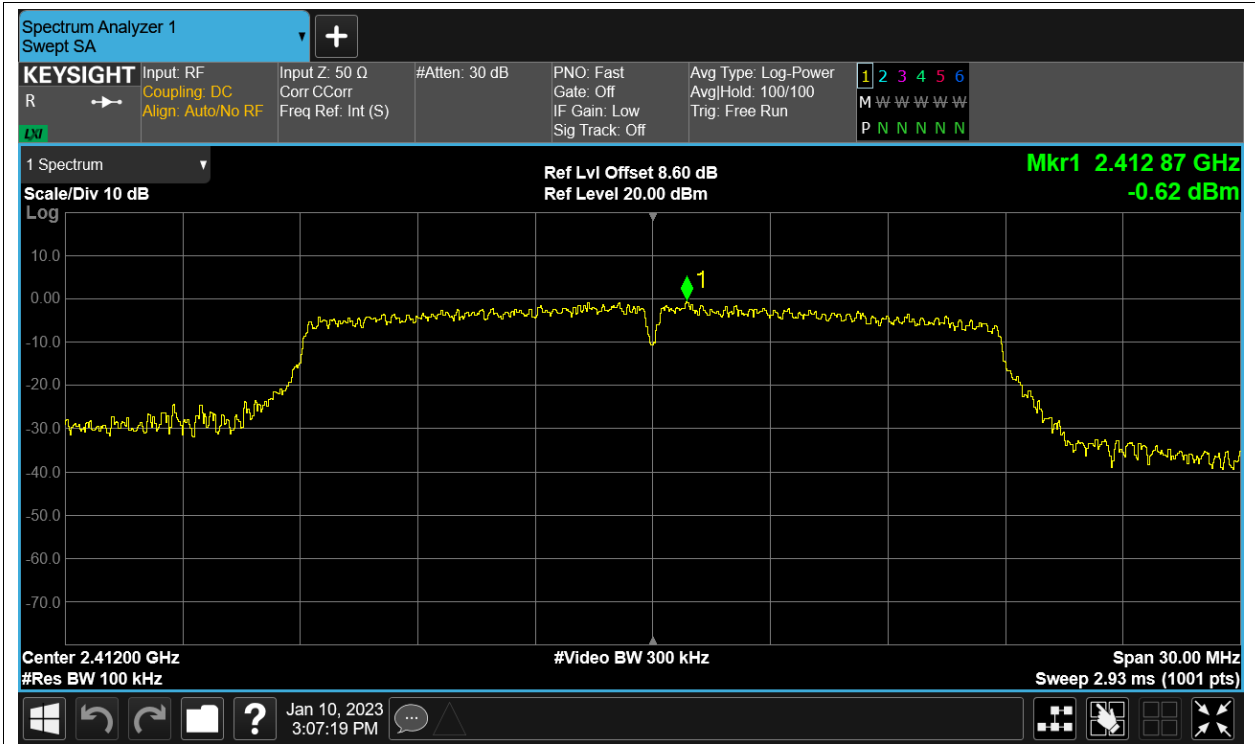 Spectrum Analyzer 1
Swept SA
KEYSIGHT
R
LXI
Input: RF
Coupling: DC
Align: Auto/No RF
Input Z: 50 Ω
Corr CCorr
Freq Ref: Int (S)
#Atten: 30 dB
PNO: Fast
Gate: Off
IF Gain: Low
Sig Track: Off
Avg Type: Log-Power
Avg|Hold: 100/100
Trig: Free Run
1 2 3 4 5 6
M W W W W W
P N N N N N
1 Spectrum
Scale/Div 10 dB
Log
Ref Lvl Offset 8.60 dB
Ref Level 20.00 dBm
Mkr1 2.412 87 GHz
-0.62 dBm
10.0
0.00
-10.0
-20.0
-30.0
-40.0
-50.0
-60.0
-70.0
1
Center 2.41200 GHz
#Res BW 100 kHz
#Video BW 300 kHz
Span 30.00 MHz
Sweep 2.93 ms (1001 pts)
?
Jan 10, 2023
3:07:19 PM